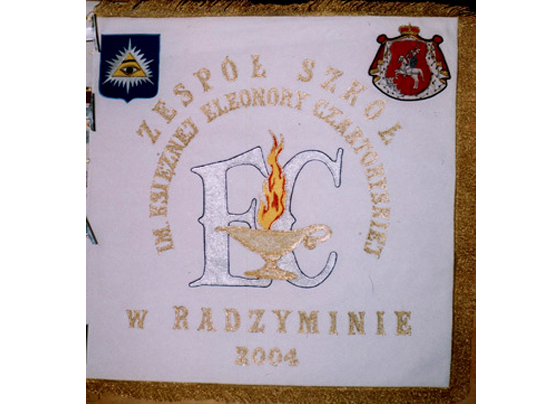 ZESPÓŁ SZKÓŁ
IM. KSIĘŻNEJ ELEONORY CZARTORYSKIEJ
EC
W RADZYMINIE
2004